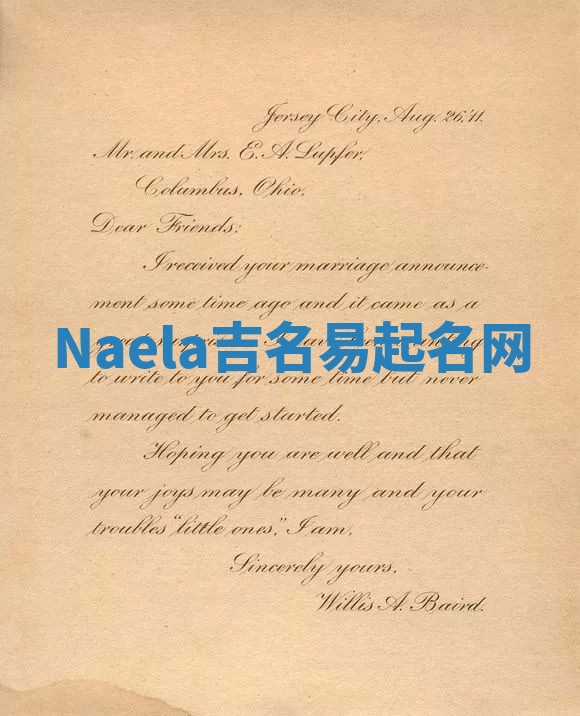 Jersey City, Aug. 26,'11.
Mr. and Mrs. E. A. Lupfer,
Columbus, Ohio.
Dear Friends:
I received your marriage announce-
ment some time ago and it came as a
Naela吉名易起名网
to write to you for some time but never
managed to get started.
Hoping you are well and that
your joys may be many and your
troubles "little ones," I am,
Sincerely yours,
Willis A. Baird.